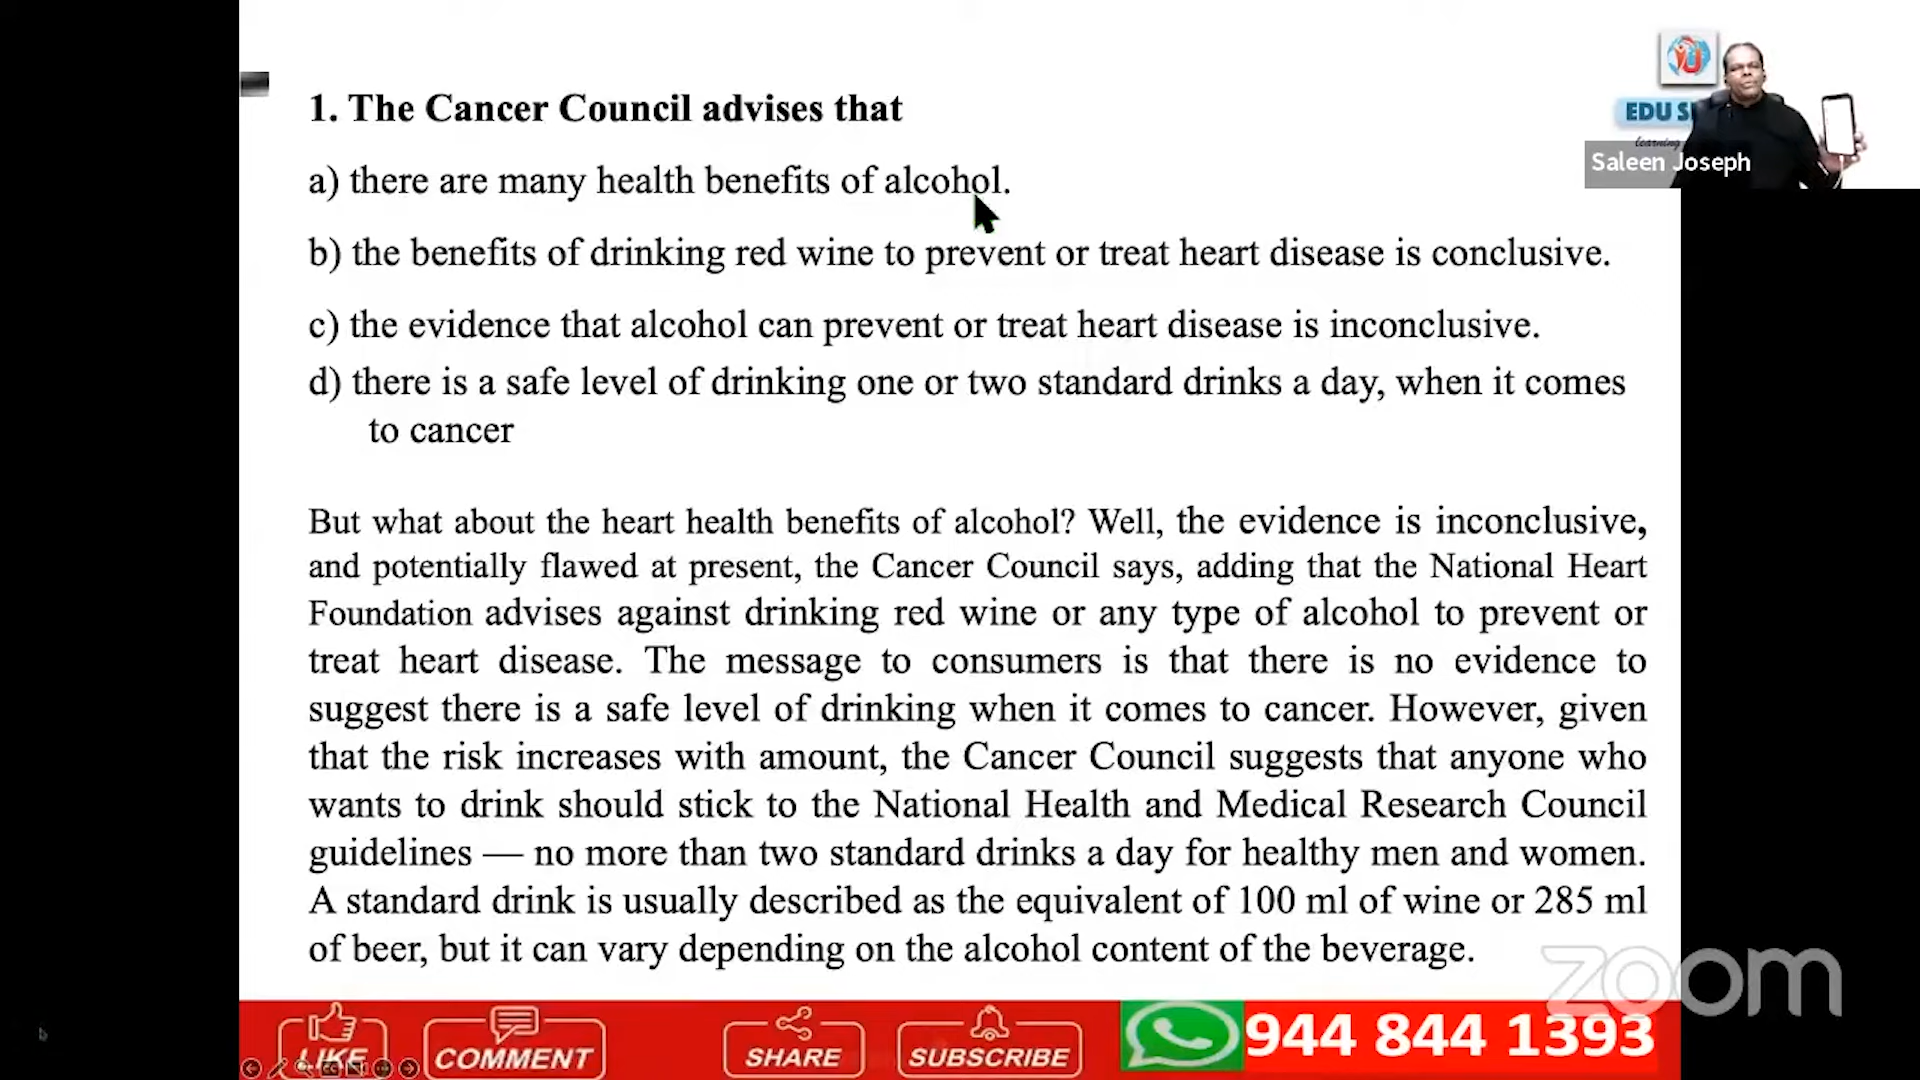 1. The Cancer Council advises that
a) there are many health benefits of alcohol.
b) the benefits of drinking red wine to prevent or treat heart disease is conclusive.
c) the evidence that alcohol can prevent or treat heart disease is inconclusive.
d) there is a safe level of drinking one or two standard drinks a day, when it comes
to cancer
But what about the heart health benefits of alcohol? Well, the evidence is inconclusive,
and potentially flawed at present, the Cancer Council says, adding that the National Heart
Foundation advises against drinking red wine or any type of alcohol to prevent or
treat heart disease. The message to consumers is that there is no evidence to
suggest there is a safe level of drinking when it comes to cancer. However, given
that the risk increases with amount, the Cancer Council suggests that anyone who
wants to drink should stick to the National Health and Medical Research Council
guidelines — no more than two standard drinks a day for healthy men and women.
A standard drink is usually described as the equivalent of 100 ml of wine or 285 ml
of beer, but it can vary depending on the alcohol content of the beverage.
EDU
learning
Saleen Joseph
zoom
LIKE
COMMENT
SHARE
SUBSCRIBE
944 844 1393